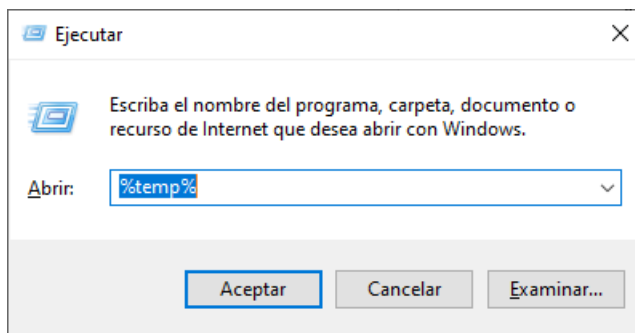 Ejecutar
Escriba el nombre del programa, carpeta, documento o
recurso de Internet que desea abrir con Windows.
Abrir: %temp%
Aceptar Cancelar Examinar...